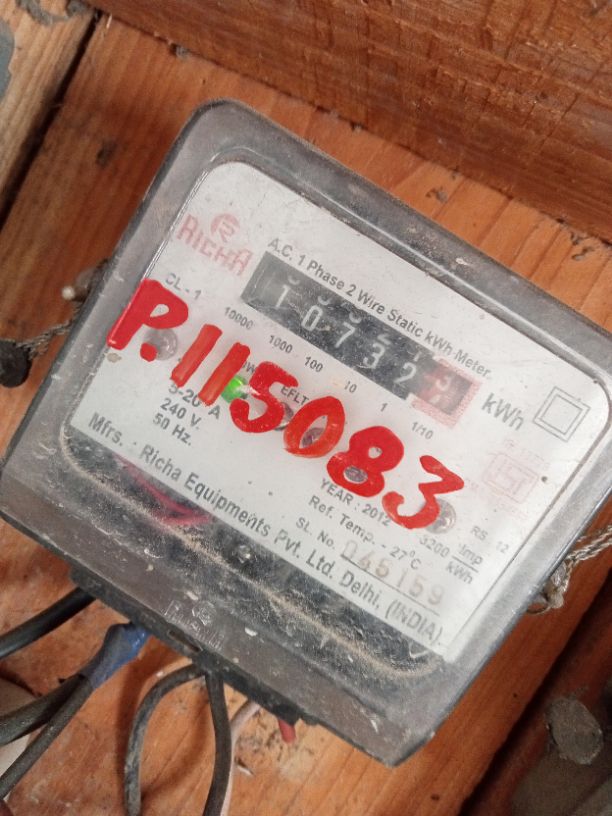 RICHA
A.C. 1 Phase 2 Wire Static kWh Meter
CL-1
10732
kWh
10000 1000 100 10 1 1/10
P.115083
EFLT
5-20 A
240 V.
50 Hz.
YEAR : 2012
Ref. Temp. - 27°C
3200 imp
kWh
SL. No. 045159
Mfrs. : Richa Equipments Pvt. Ltd. Delhi, (INDIA)